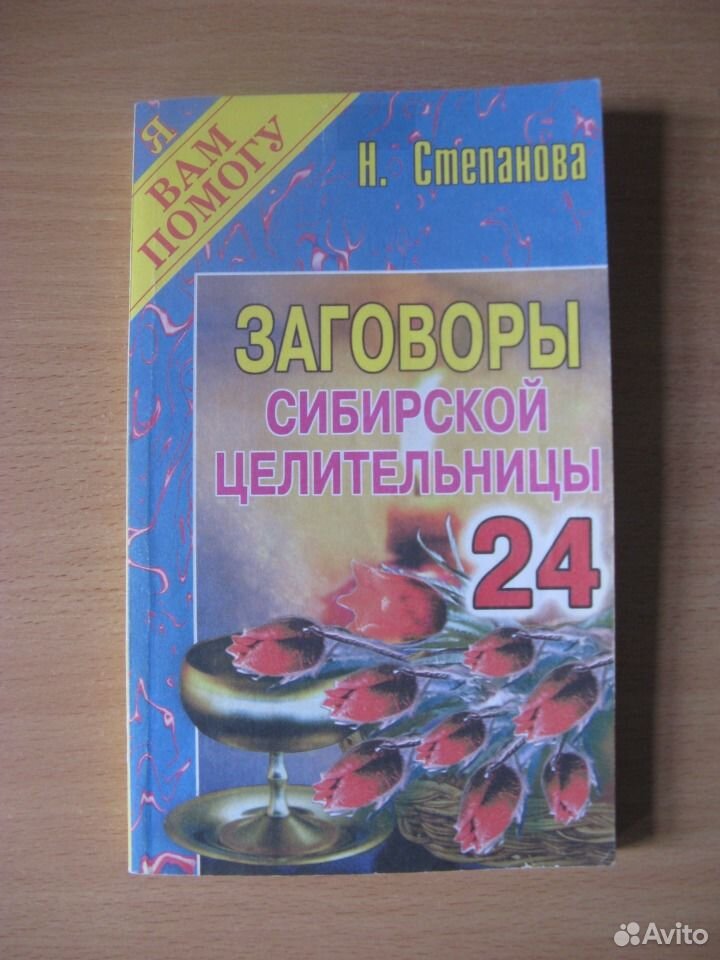 Я
ВАМ
ПОМОГУ
Н. Степанова
ЗАГОВОРЫ
СИБИРСКОЙ
ЦЕЛИТЕЛЬНИЦЫ
24
Avito